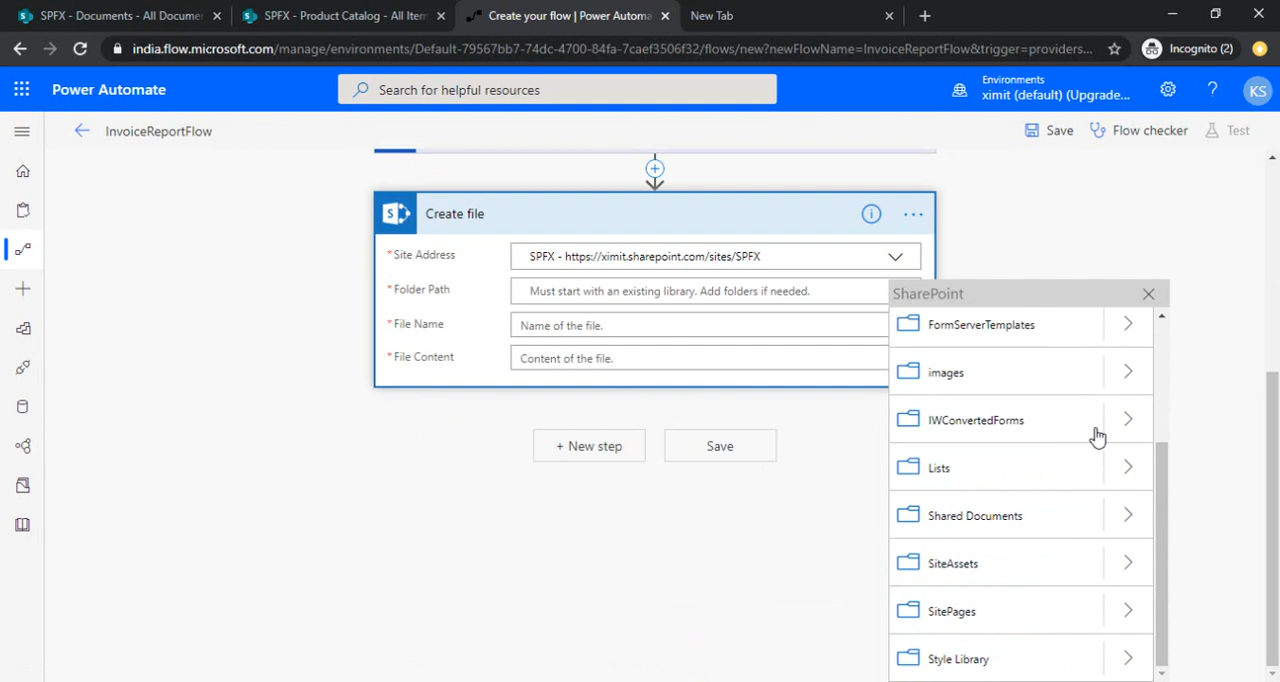 SPFX - Documents - All Documen
SPFX - Product Catalog - All Item
Create your flow | Power Automa
New Tab
india.flow.microsoft.com/manage/environments/Default-79567bb7-74dc-4700-84fa-7caef3506f32/flows/new?newFlowName=InvoiceReportFlow&trigger=providers...
Incognito (2)
Power Automate
Search for helpful resources
Environments
ximit (default) (Upgrade...
?
KS
InvoiceReportFlow
Save
Flow checker
Test
S
Create file
* Site Address
SPFX - https://ximit.sharepoint.com/sites/SPFX
* Folder Path
Must start with an existing library. Add folders if needed.
* File Name
Name of the file.
* File Content
Content of the file.
+ New step
Save
SharePoint
FormServerTemplates
images
IWConvertedForms
Lists
Shared Documents
SiteAssets
SitePages
Style Library